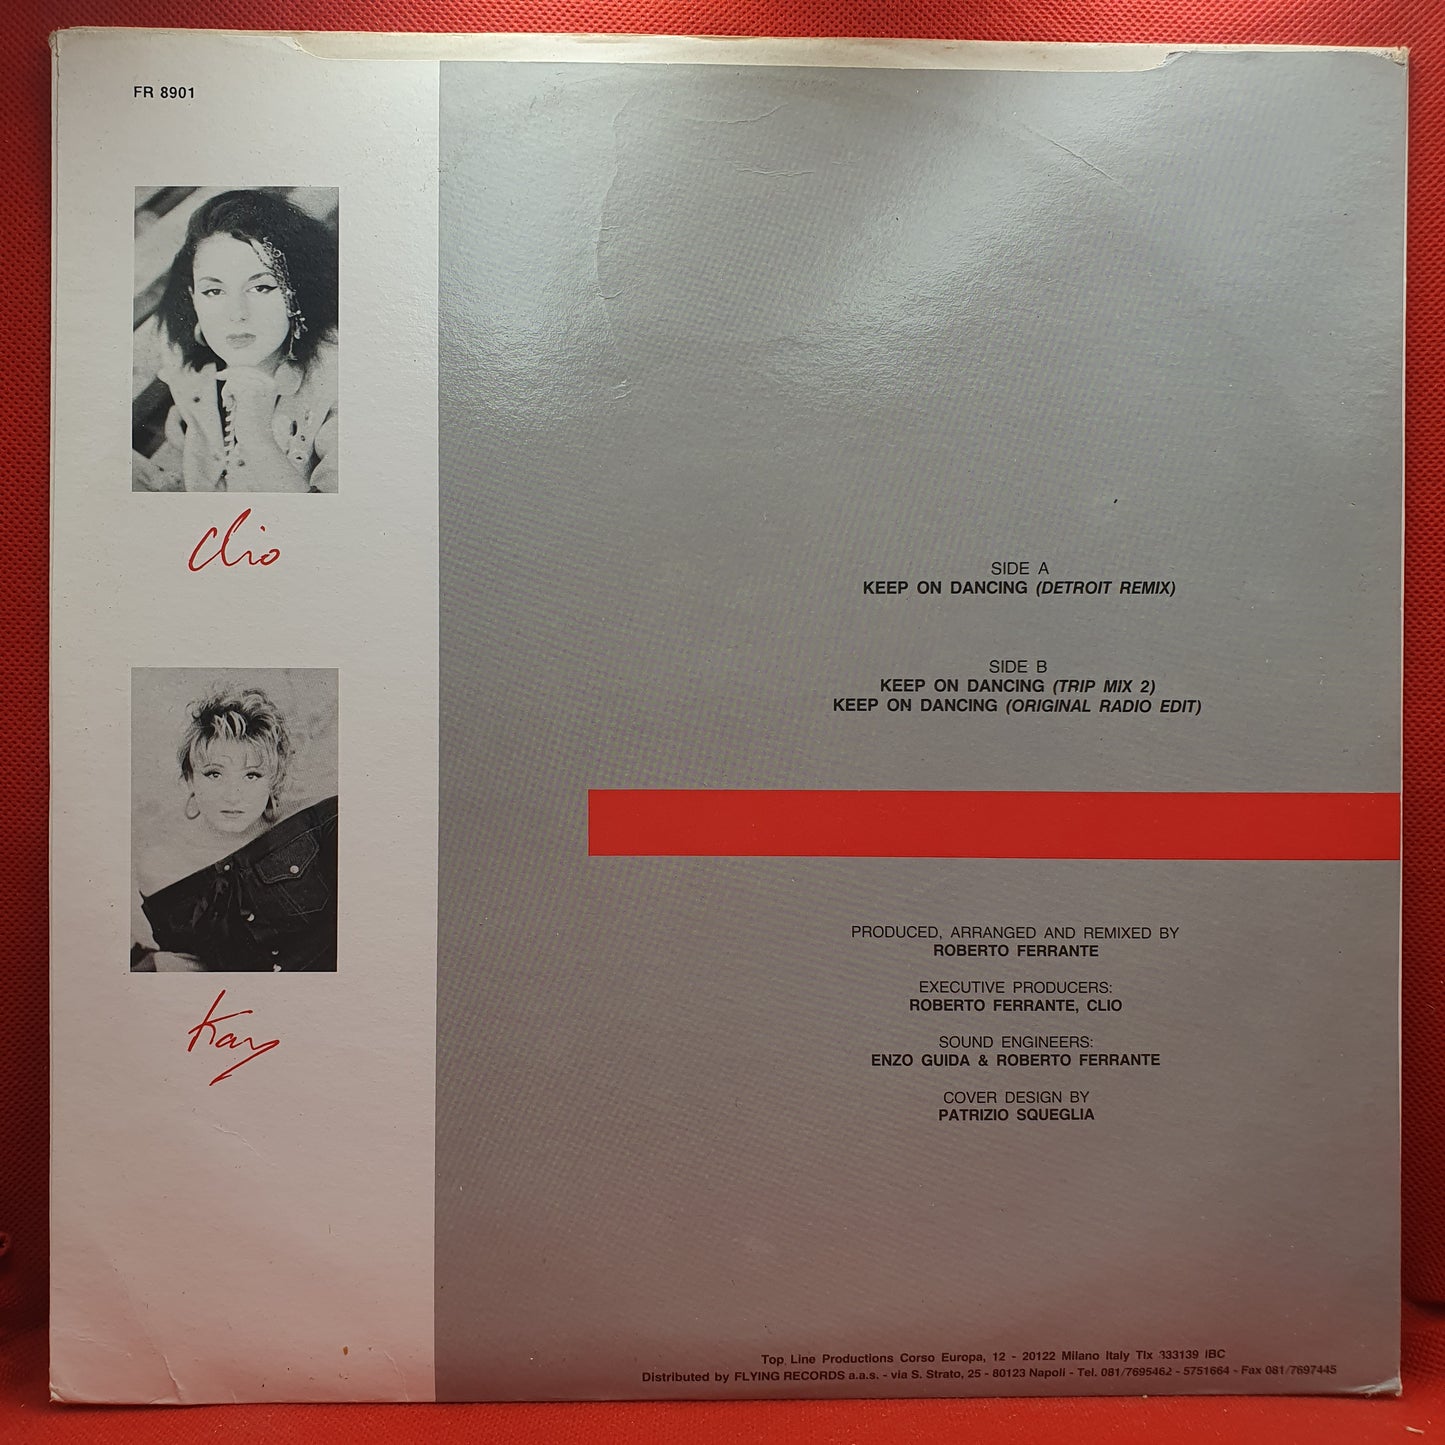 FR 8901
Clio
Kay
SIDE A
KEEP ON DANCING (DETROIT REMIX)
SIDE B
KEEP ON DANCING (TRIP MIX 2)
KEEP ON DANCING (ORIGINAL RADIO EDIT)
PRODUCED, ARRANGED AND REMIXED BY
ROBERTO FERRANTE
EXECUTIVE PRODUCERS:
ROBERTO FERRANTE, CLIO
SOUND ENGINEERS:
ENZO GUIDA & ROBERTO FERRANTE
COVER DESIGN BY
PATRIZIO SQUEGLIA
Top Line Productions Corso Europa, 12 - 20122 Milano Italy Tlx 333139 IBC
Distributed by FLYING RECORDS a.a.s. - via S. Strato, 25 - 80123 Napoli - Tel. 081/7695462 - 5751664 - Fax 081/7697445